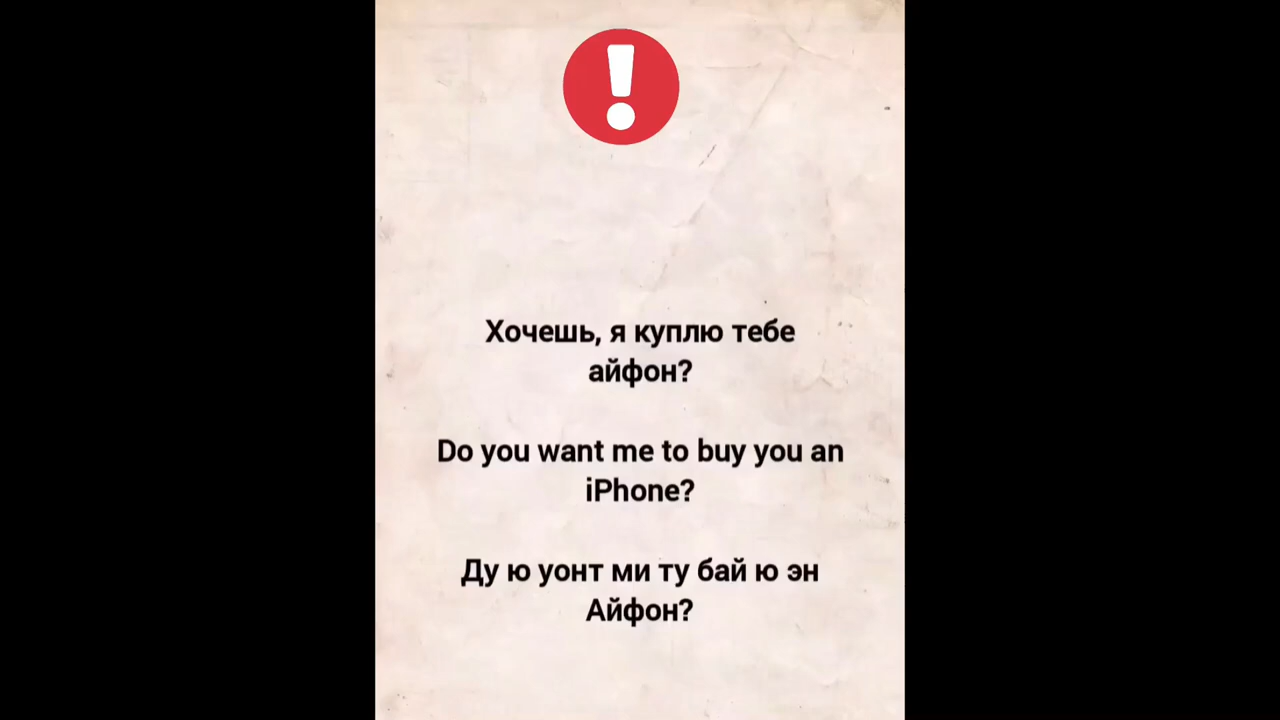 Хочешь, я куплю тебе
айфон?
Do you want me to buy you an
iPhone?
Ду ю уонт ми ту бай ю эн
Айфон?